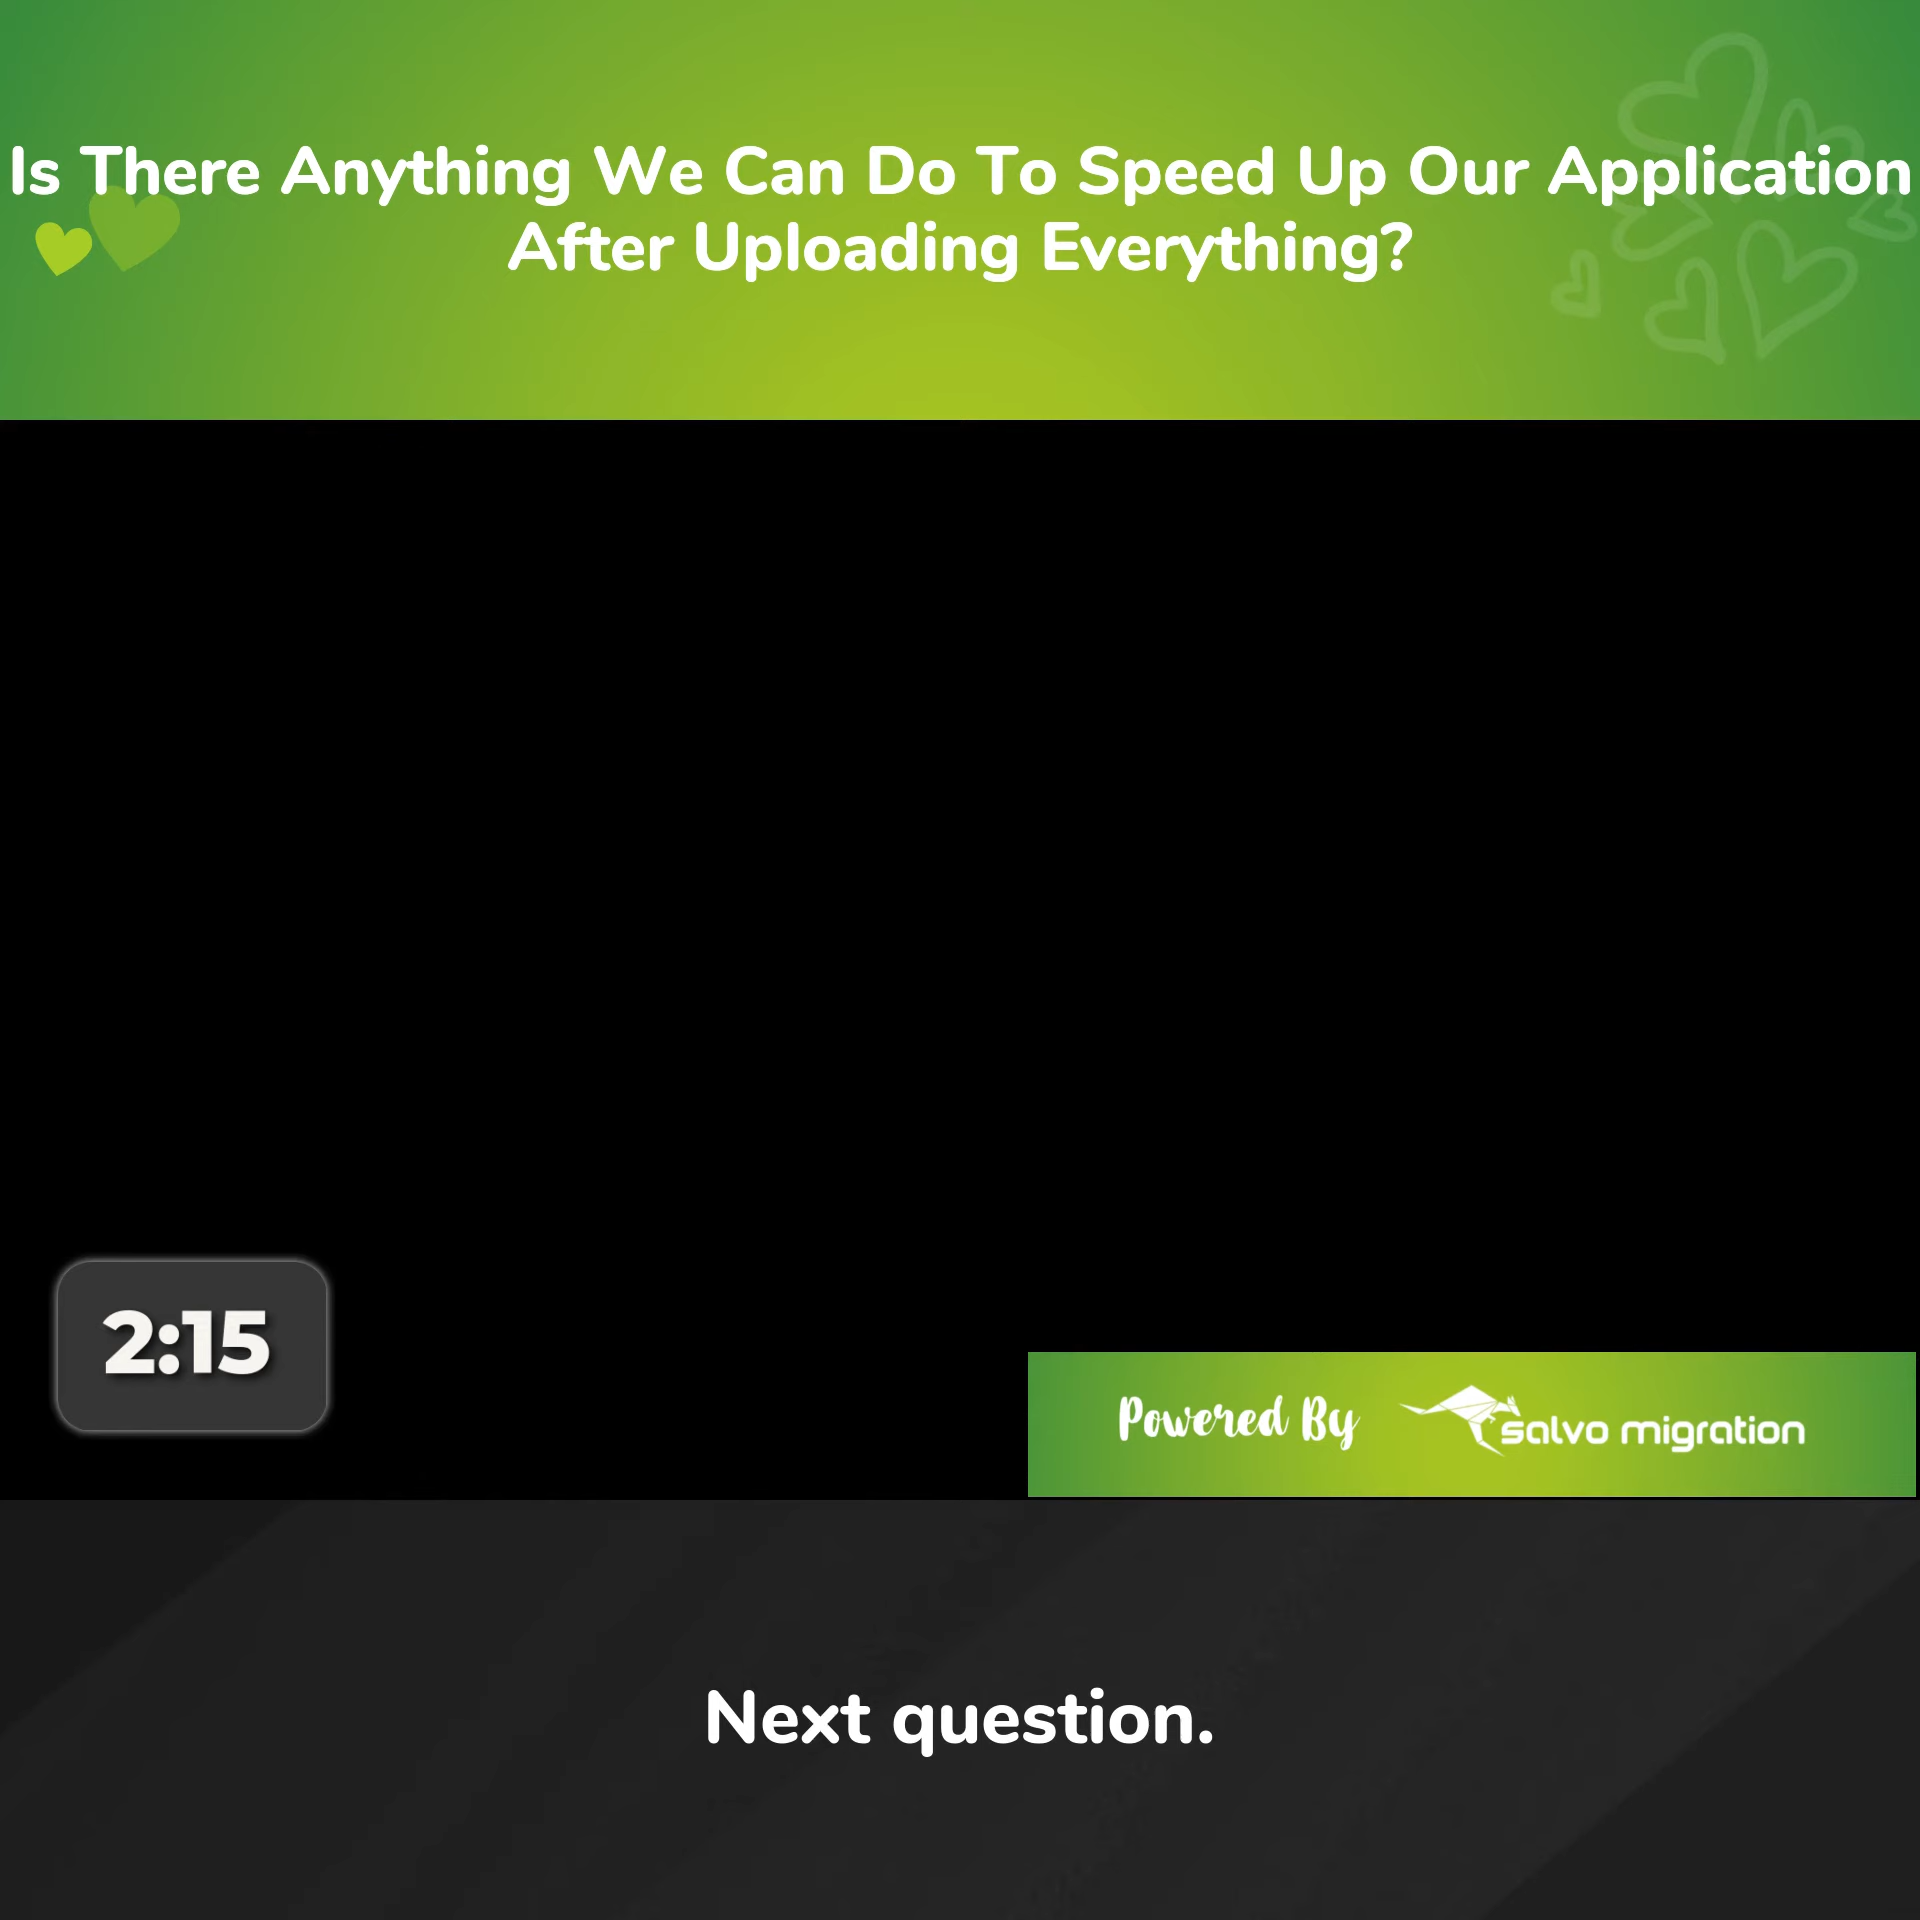 Is There Anything We Can Do To Speed Up Our Application
After Uploading Everything?
2:15
Powered By salvo migration
Next question.